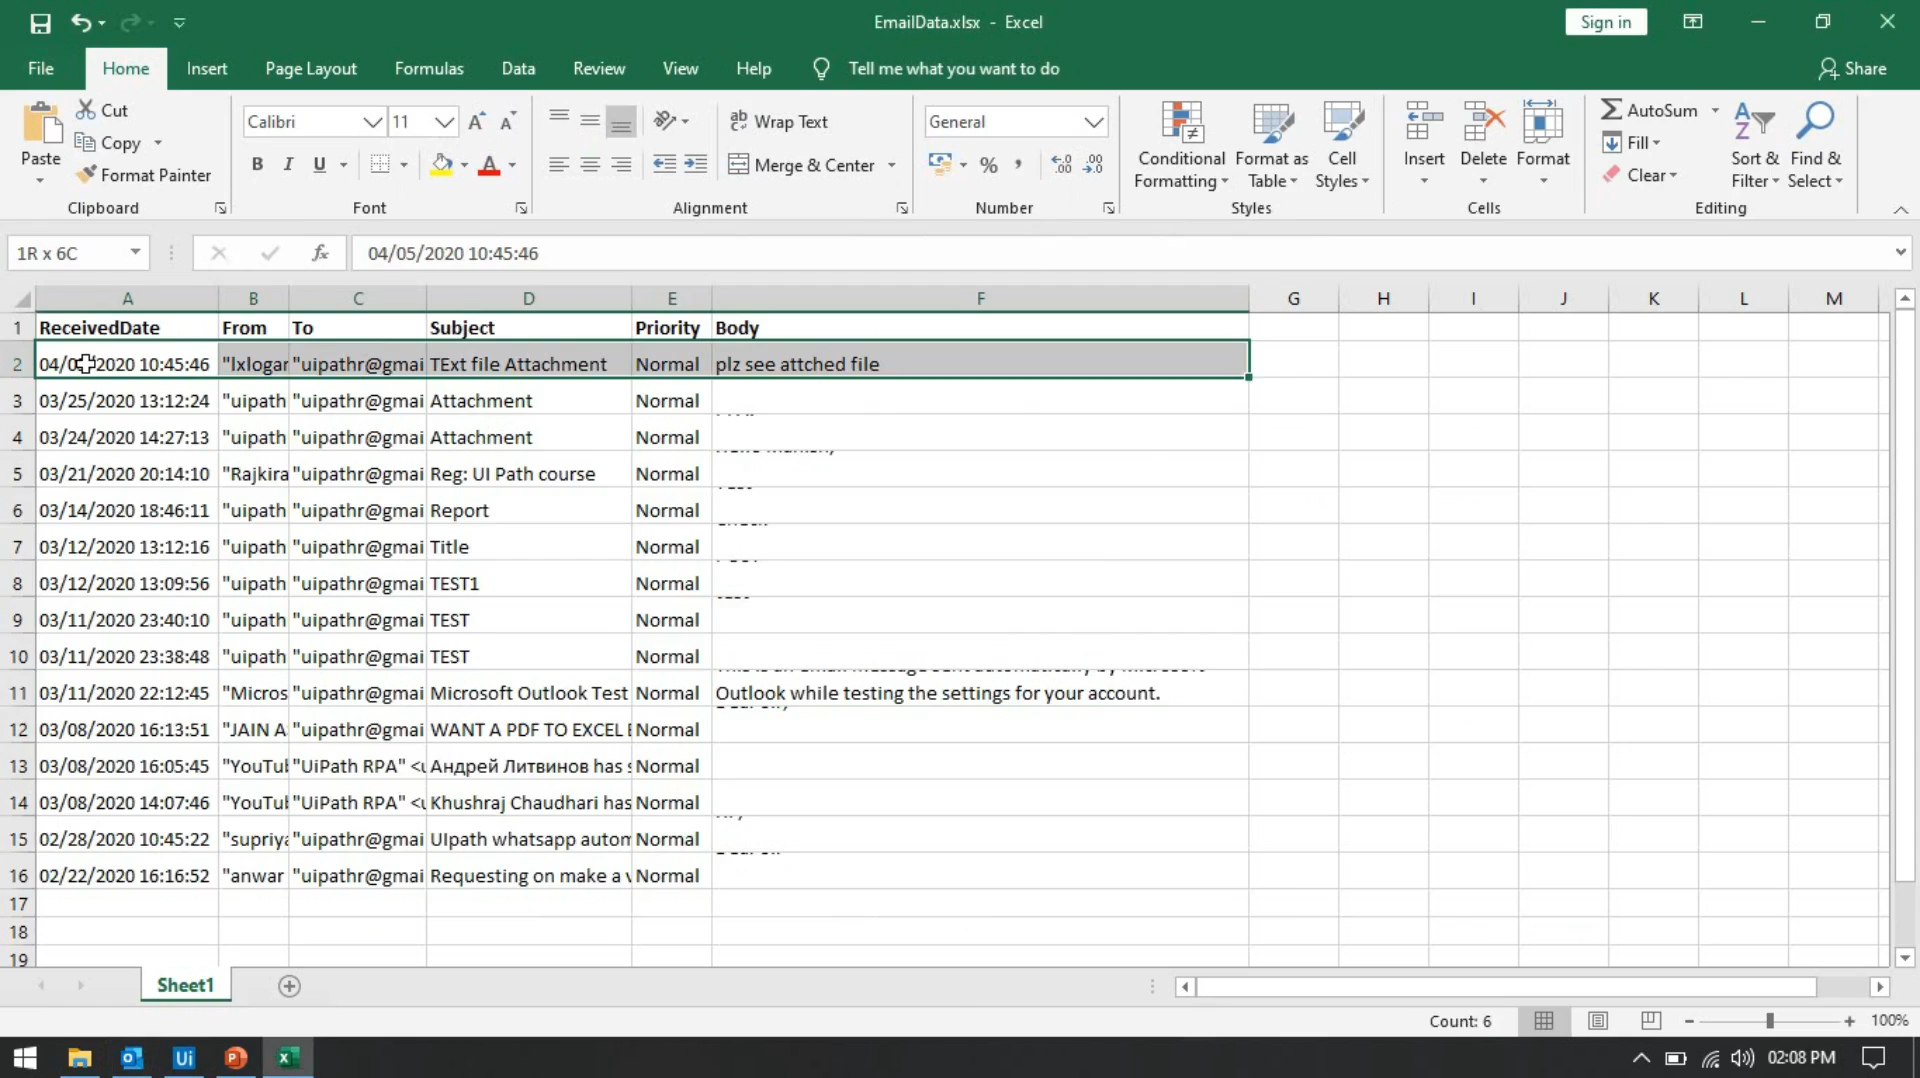 EmailData.xlsx - Excel
Sign in
File Home Insert Page Layout Formulas Data Review View Help Tell me what you want to do Share
Paste Cut Copy Format Painter
Clipboard
Calibri 11
B I U A
Font
Wrap Text
Merge & Center
Alignment
General
%
Number
Conditional Formatting
Format as Table
Cell Styles
Styles
Insert Delete Format
Cells
AutoSum
Fill
Clear
Sort & Filter
Find & Select
Editing
1R x 6C fx 04/05/2020 10:45:46
A B C D E F G H I J K L M
1 ReceivedDate From To Subject Priority Body
2 2020 10:45:46 "lxlogar "uipathr@gmai TExt file Attachment Normal plz see attched file
3 03/25/2020 13:12:24 "uipath "uipathr@gmai Attachment Normal
4 03/24/2020 14:27:13 "uipath "uipathr@gmai Attachment Normal
5 03/21/2020 20:14:10 "Rajkira "uipathr@gmai Reg: UI Path course Normal
6 03/14/2020 18:46:11 "uipath "uipathr@gmai Report Normal
7 03/12/2020 13:12:16 "uipath "uipathr@gmai Title Normal
8 03/12/2020 13:09:56 "uipath "uipathr@gmai TEST1 Normal
9 03/11/2020 23:40:10 "uipath "uipathr@gmai TEST Normal
10 03/11/2020 23:38:48 "uipath "uipathr@gmai TEST Normal
11 03/11/2020 22:12:45 "Micros "uipathr@gmai Microsoft Outlook Test Normal Outlook while testing the settings for your account.
12 03/08/2020 16:13:51 "JAIN A "uipathr@gmai WANT A PDF TO EXCEL Normal
13 03/08/2020 16:05:45 "YouTu "UiPath RPA" <u Андрей Литвинов has s Normal
14 03/08/2020 14:07:46 "YouTu "UiPath RPA" <u Khushraj Chaudhari has Normal
15 02/28/2020 10:45:22 "supriya "uipathr@gmai UIpath whatsapp autom Normal
16 02/22/2020 16:16:52 "anwar "uipathr@gmai Requesting on make a v Normal
17
18
19
Sheet1
Count: 6 100%
Ui 02:08 PM